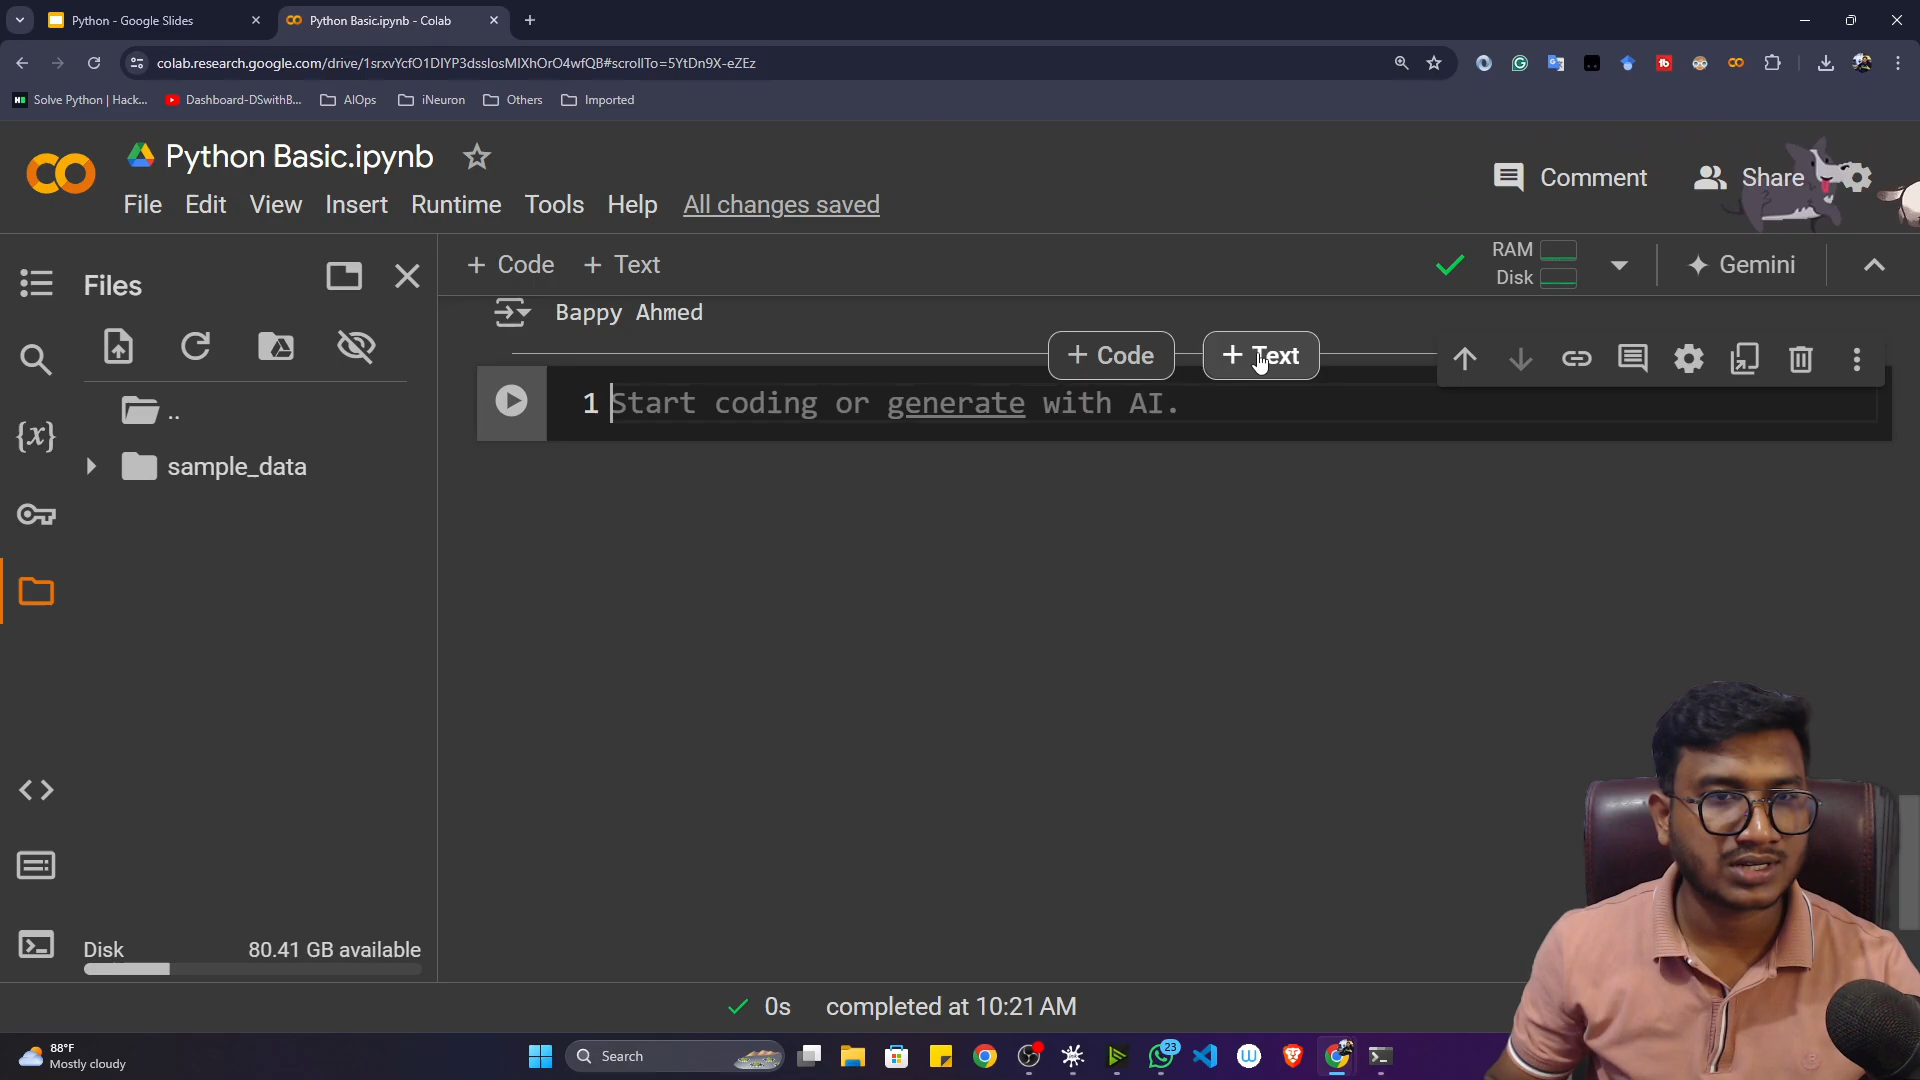 Python - Google Slides
Python Basic.ipynb - Colab
colab.research.google.com/drive/1srxvYcfO1DIYP3dsslosMIXhOrO4wfQB#scrollTo=5YtDn9X-eZEz
Solve Python | Hack...
Dashboard-DSwithB...
AIOps
iNeuron
Others
Imported
Python Basic.ipynb
File Edit View Insert Runtime Tools Help All changes saved
Comment
Share
Files
+ Code + Text
RAM
Disk
Gemini
Bappy Ahmed
+ Code
+ Text
1 Start coding or generate with AI.
{x}
..
sample_data
Disk 80.41 GB available
0s completed at 10:21 AM
88°F
Mostly cloudy
Search
23